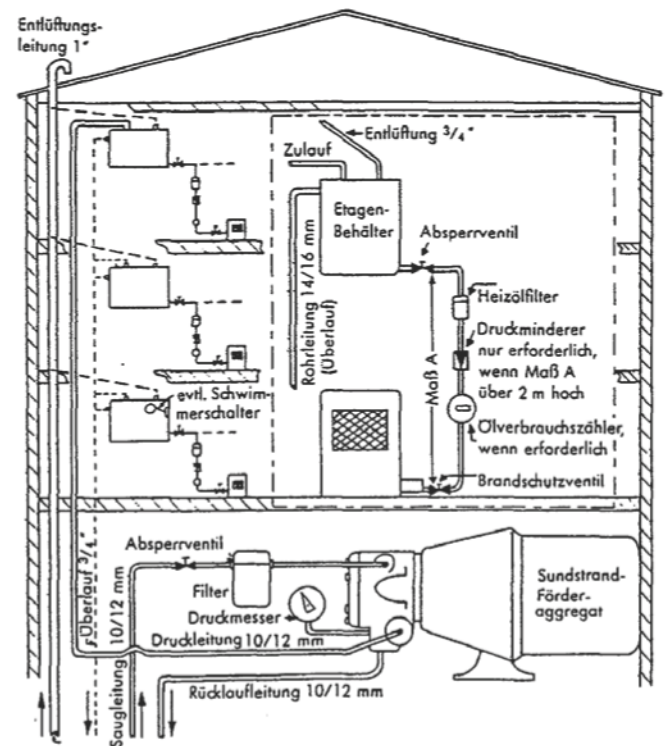 Entlüftungs-
leitung 1"
Entlüftung 3/4"
Zulauf
Etagen-
Behälter
Absperrventil
Rohrleitung 14/16 mm
(Überlauf)
Maß A
Heizölfilter
Druckminderer
nur erforderlich,
wenn Maß A
über 2 m hoch
evtl. Schwim-
merschalter
Ölverbrauchszähler,
wenn erforderlich
Brandschutzventil
Absperrventil
Filter
Druckmesser
Druckleitung 10/12 mm
Rücklaufleitung 10/12 mm
Überlauf 3/4"
Saugleitung 10/12 mm
Sundstrand-
Förder-
aggregat